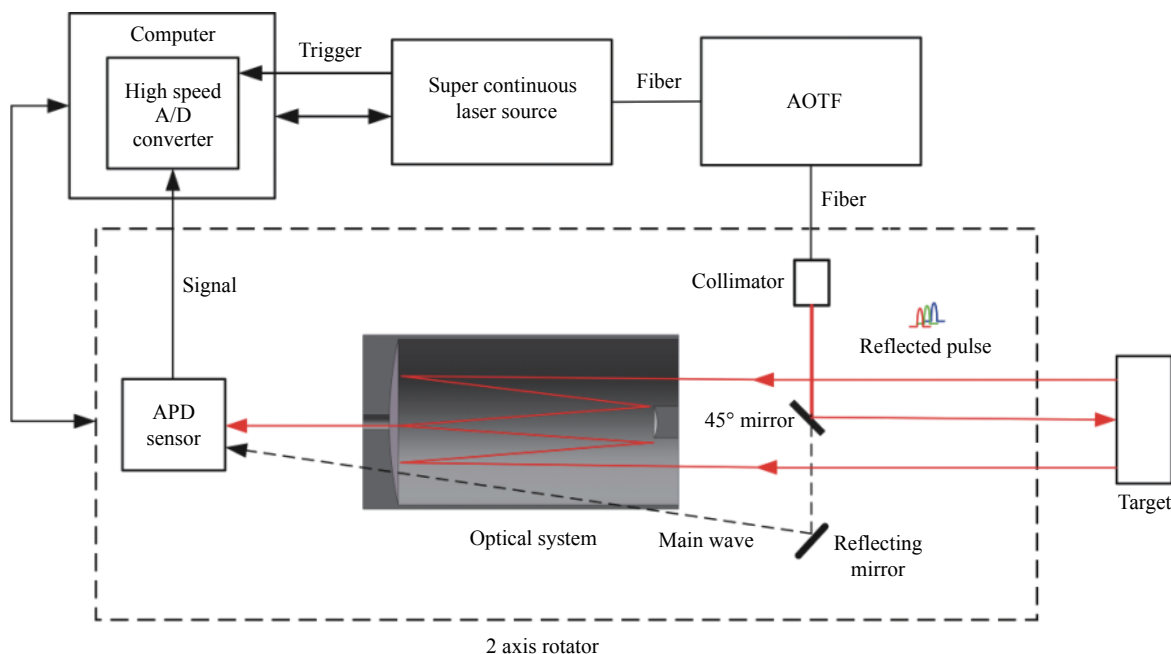 Computer
High speed
A/D
converter
Trigger
Super continuous
laser source
Fiber
AOTF
Fiber
Signal
Collimator
Reflected pulse
APD
sensor
45° mirror
Target
Optical system
Main wave
Reflecting
mirror
2 axis rotator